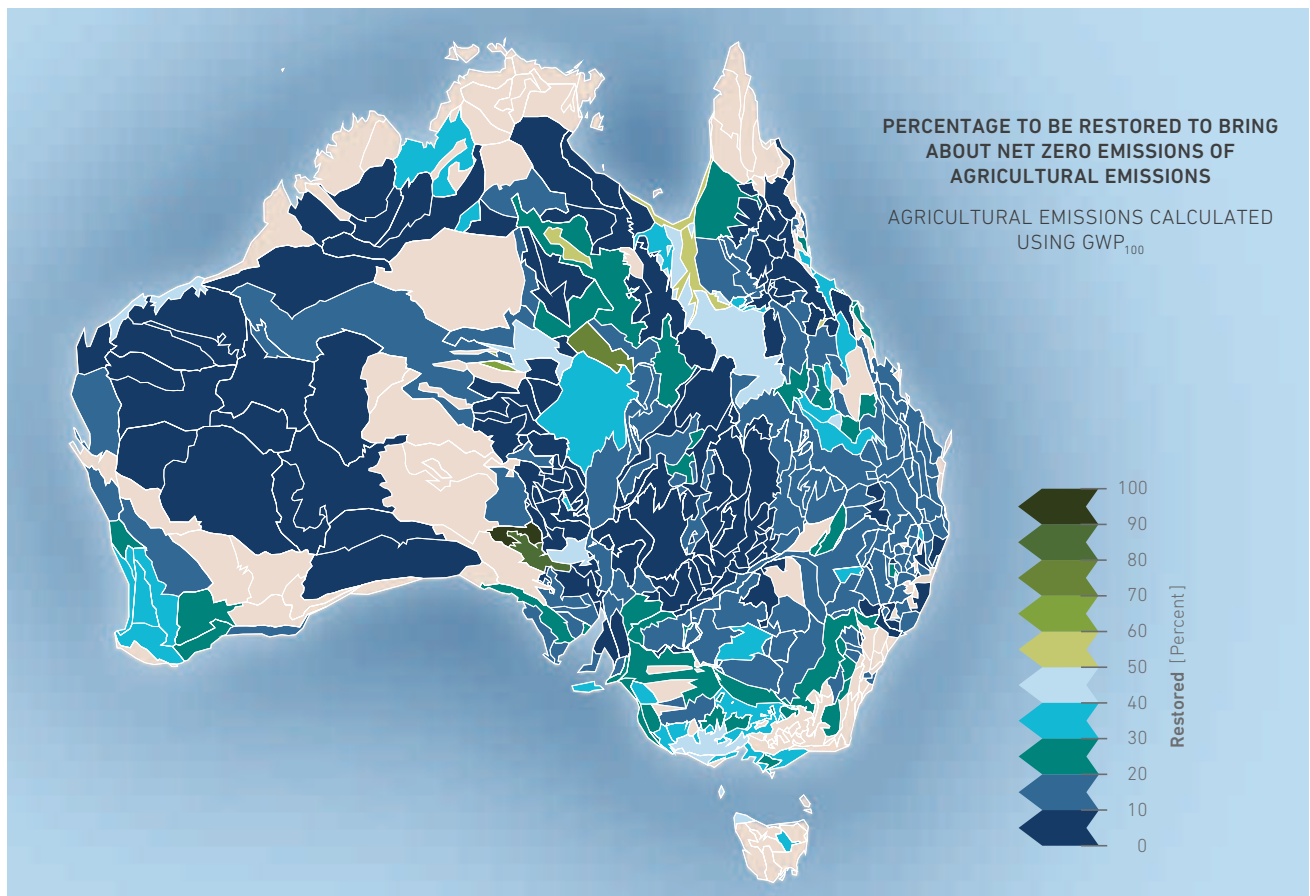 PERCENTAGE TO BE RESTORED TO BRING
ABOUT NET ZERO EMISSIONS OF
AGRICULTURAL EMISSIONS
AGRICULTURAL EMISSIONS CALCULATED
USING GWP₁₀₀
100
90
80
70
60
50
40
30
20
10
0
Restored [Percent]